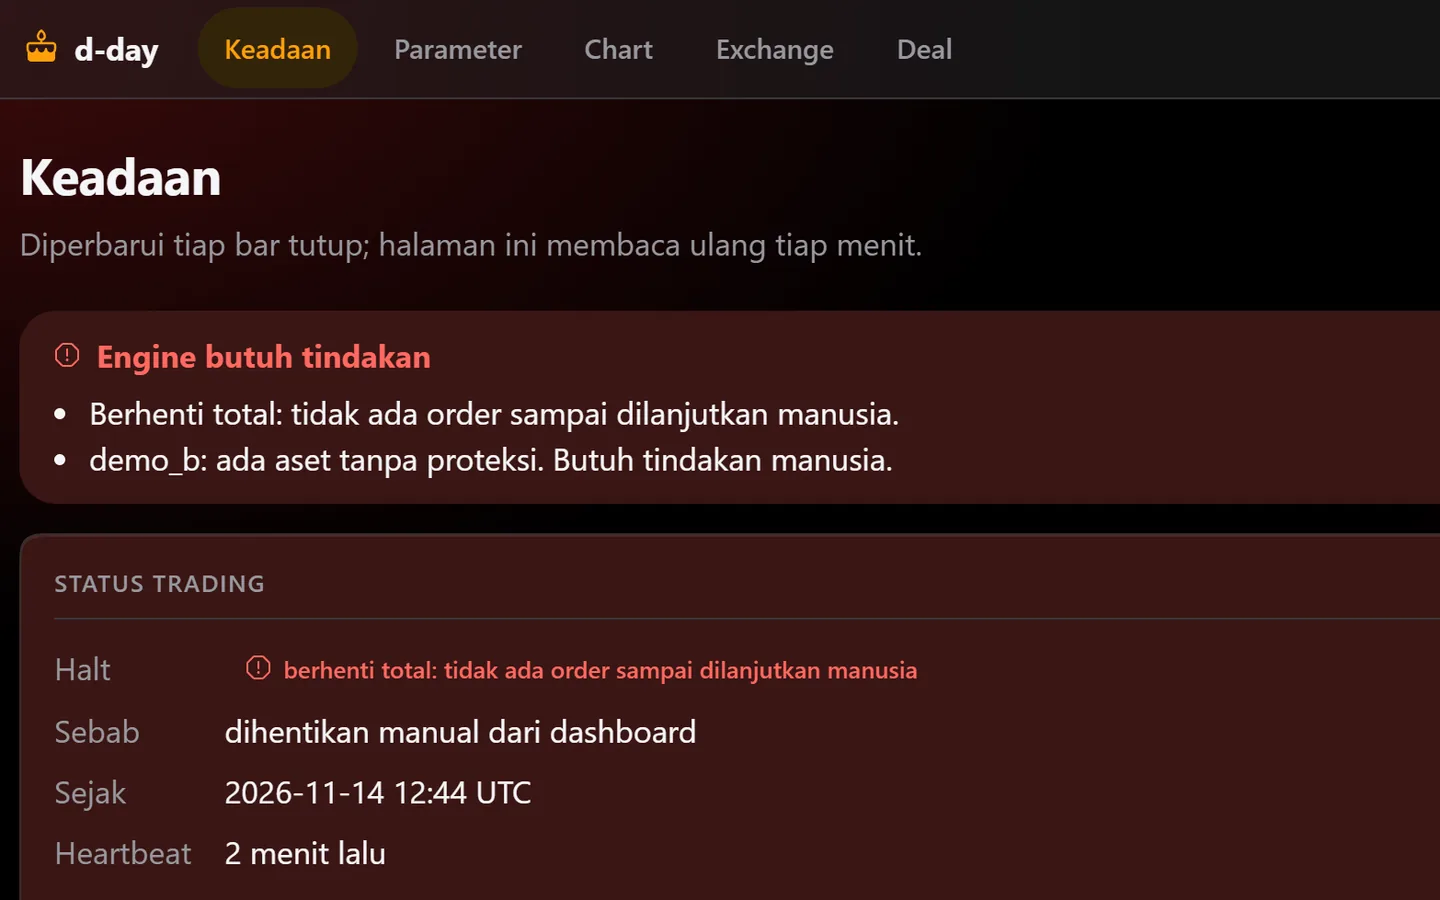 d-day
Keadaan
Parameter
Chart
Exchange
Deal
Keadaan
Diperbarui tiap bar tutup; halaman ini membaca ulang tiap menit.
Engine butuh tindakan
Berhenti total: tidak ada order sampai dilanjutkan manusia.
demo_b: ada aset tanpa proteksi. Butuh tindakan manusia.
STATUS TRADING
Halt berhenti total: tidak ada order sampai dilanjutkan manusia
Sebab dihentikan manual dari dashboard
Sejak 2026-11-14 12:44 UTC
Heartbeat 2 menit lalu